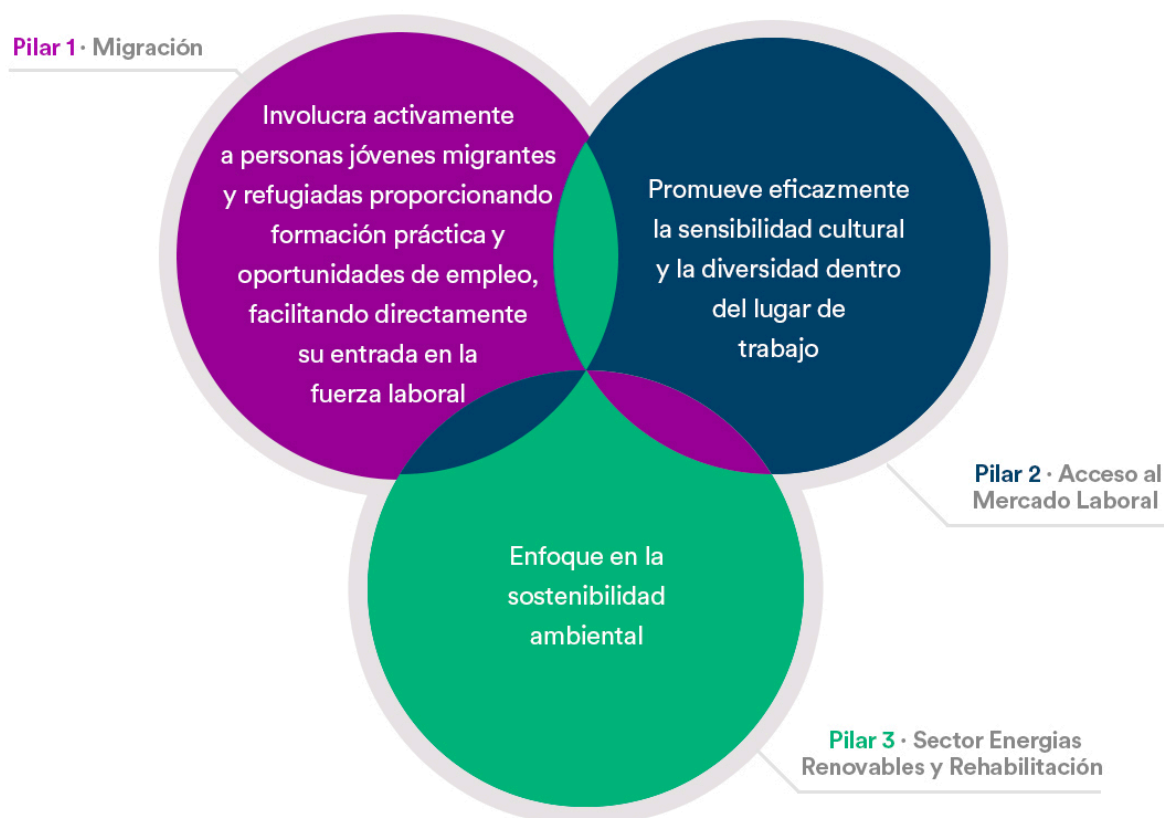 Pilar 1 · Migración
Involucra activamente
a personas jóvenes migrantes
y refugiadas proporcionando
formación práctica y
oportunidades de empleo,
facilitando directamente
su entrada en la
fuerza laboral
Promueve eficazmente
la sensibilidad cultural
y la diversidad dentro
del lugar de
trabajo
Pilar 2 · Acceso al
Mercado Laboral
Enfoque en la
sostenibilidad
ambiental
Pilar 3 · Sector Energias
Renovables y Rehabilitación